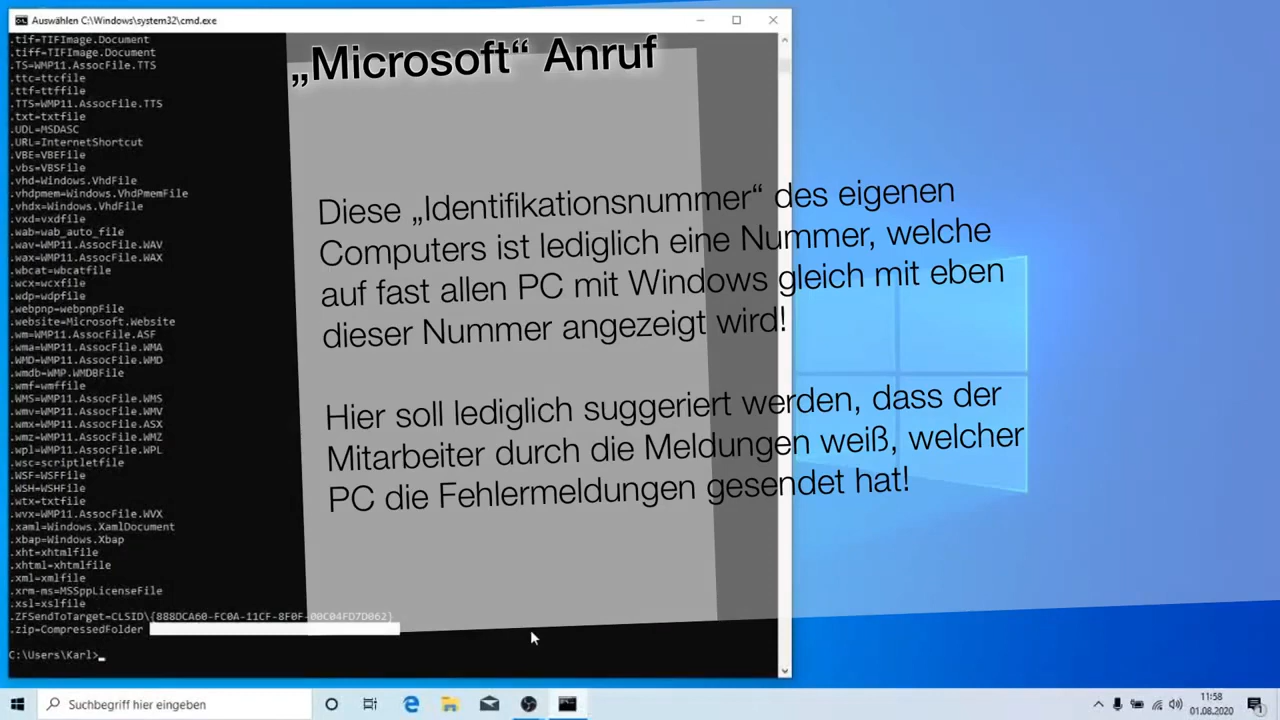 Auswählen C:\Windows\system32\cmd.exe
.tif=TIFImage.Document
.tiff=TIFImage.Document
.TS=WMP11.AssocFile.TTS
.ttc=ttcfile
.ttf=ttffile
.TTS=WMP11.AssocFile.TTS
.txt=txtfile
.UDL=MSDASC
.URL=InternetShortcut
.VBE=VBEFile
.vbs=VBSFile
.vhd=Windows.VhdFile
.vhdpmem=Windows.VhdPmemFile
.vhdx=Windows.VhdFile
.vxd=vxdfile
.wab=wab_auto_file
.wav=WMP11.AssocFile.WAV
.wax=WMP11.AssocFile.WAX
.wbcat=wbcatfile
.wcx=wcxfile
.wdp=wdpfile
.webpnp=webpnpFile
.website=Microsoft.Website
.wm=WMP11.AssocFile.ASF
.wma=WMP11.AssocFile.WMA
.WMD=WMP11.AssocFile.WMD
.wmdb=WMP.WMDBFile
.wmf=wmffile
.WMS=WMP11.AssocFile.WMS
.wmv=WMP11.AssocFile.WMV
.wmx=WMP11.AssocFile.ASX
.wmz=WMP11.AssocFile.WMZ
.wpl=WMP11.AssocFile.WPL
.wsc=scriptletfile
.WSF=WSFFile
.WSH=WSHFile
.wtx=txtfile
.wvx=WMP11.AssocFile.WVX
.xaml=Windows.XamlDocument
.xbap=Windows.Xbap
.xht=xhtmlfile
.xhtml=xhtmlfile
.xml=xmlfile
.xrm-ms=MSSppLicenseFile
.xsl=xslfile
.ZFSendToTarget=CLSID\{888DCA60-FC0A-11CF-8F0F-00C04FD7D062}
.zip=CompressedFolder
C:\Users\Karl>
„Microsoft“ Anruf
Diese „Identifikationsnummer“ des eigenen
Computers ist lediglich eine Nummer, welche
auf fast allen PC mit Windows gleich mit eben
dieser Nummer angezeigt wird!
Hier soll lediglich suggeriert werden, dass der
Mitarbeiter durch die Meldungen weiß, welcher
PC die Fehlermeldungen gesendet hat!
Suchbegriff hier eingeben
11:58
01.08.2020
1